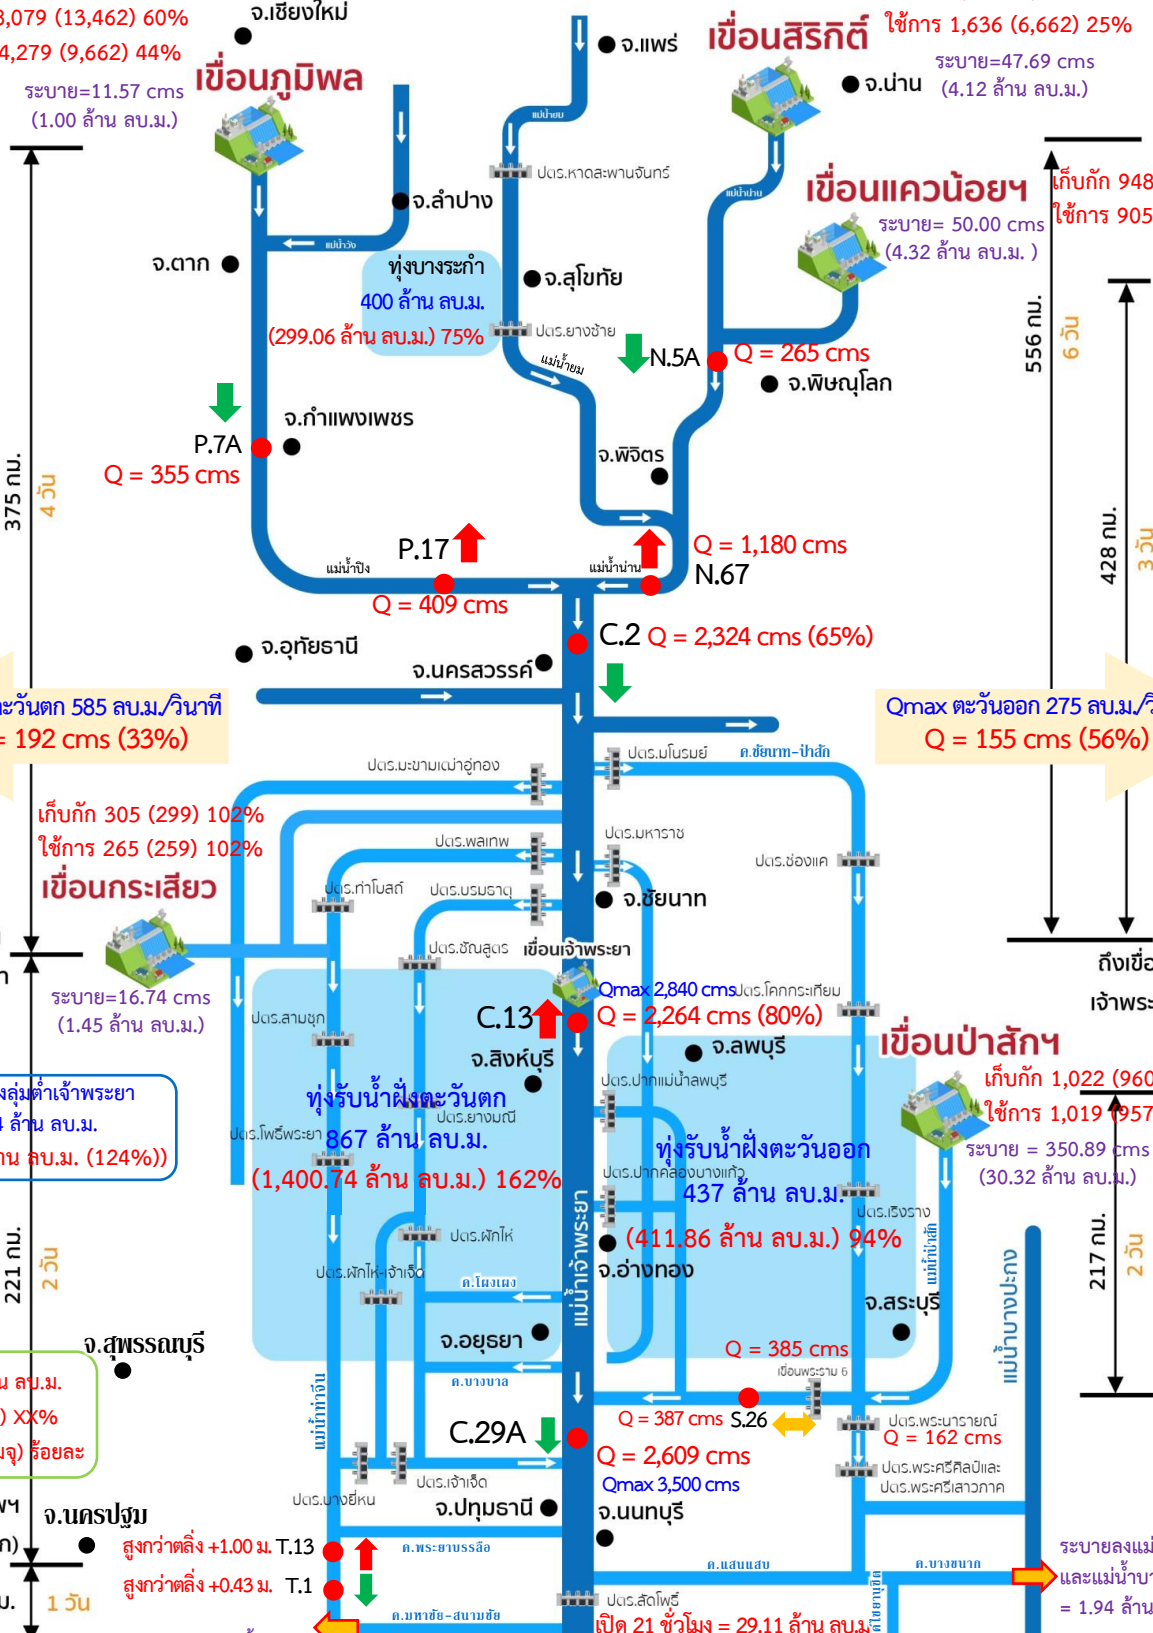 3,079 (13,462) 60%
4,279 (9,662) 44%
ระบาย=11.57 cms
(1.00 ล้าน ลบ.ม.)
จ.เชียงใหม่
เขื่อนภูมิพล
จ.แพร่
เขื่อนสิริกิติ์
ใช้การ 1,636 (6,662) 25%
ระบาย=47.69 cms
(4.12 ล้าน ลบ.ม.)
จ.น่าน
แม่น้ำยม
ปตร.หาดสะพานจันทร์
แม่น้ำน่าน
เขื่อนแควน้อยฯ
เก็บกัก 948
ใช้การ 905
ระบาย= 50.00 cms
(4.32 ล้าน ลบ.ม. )
จ.ลำปาง
แม่น้ำวัง
จ.ตาก
ทุ่งบางระกำ
400 ล้าน ลบ.ม.
(299.06 ล้าน ลบ.ม.) 75%
จ.สุโขทัย
ปตร.ยางซ้าย
แม่น้ำยม
N.5A
Q = 265 cms
จ.พิษณุโลก
556 กม.
6 วัน
จ.กำแพงเพชร
P.7A
Q = 355 cms
จ.พิจิตร
375 กม.
4 วัน
428 กม.
3 วัน
P.17
แม่น้ำปิง
Q = 409 cms
แม่น้ำน่าน
Q = 1,180 cms
N.67
C.2
Q = 2,324 cms (65%)
จ.อุทัยธานี
จ.นครสวรรค์
ตะวันตก 585 ลบ.ม./วินาที
= 192 cms (33%)
Qmax ตะวันออก 275 ลบ.ม./วิ
Q = 155 cms (56%)
ปตร.มโนรมย์
ค.ชัยนาท-ป่าสัก
ปตร.มะขามเฒ่าอู่ทอง
เก็บกัก 305 (299) 102%
ใช้การ 265 (259) 102%
เขื่อนกระเสียว
ปตร.พลเทพ
ปตร.มหาราช
ปตร.ช่องแค
ปตร.ท่าโบสถ์
ปตร.บรมธาตุ
จ.ชัยนาท
ปตร.ชัณสูตร
เขื่อนเจ้าพระยา
ถึงเขื่อ
เจ้าพระ
ระบาย=16.74 cms
(1.45 ล้าน ลบ.ม.)
ปตร.สามชุก
Qmax 2,840 cms
ปตร.โคกกระเทียม
C.13
Q = 2,264 cms (80%)
จ.สิงห์บุรี
จ.ลพบุรี
เขื่อนป่าสักฯ
เก็บกัก 1,022 (960
ใช้การ 1,019 (957
ระบาย = 350.89 cms
(30.32 ล้าน ลบ.ม.)
งลุ่มต่ำเจ้าพระยา
4 ล้าน ลบ.ม.
าน ลบ.ม. (124%))
ปตร.โพธิ์พระยา
ทุ่งรับน้ำฝั่งตะวันตก
867 ล้าน ลบ.ม.
(1,400.74 ล้าน ลบ.ม.) 162%
ปตร.ยางมณี
ปตร.ปากแม่น้ำลพบุรี
ทุ่งรับน้ำฝั่งตะวันออก
437 ล้าน ลบ.ม.
(411.86 ล้าน ลบ.ม.) 94%
ปตร.ปากคลองบางแก้ว
ปตร.เริงราง
แม่น้ำป่าสัก
แม่น้ำเจ้าพระยา
แม่น้ำบางปะกง
217 กม.
2 วัน
221 กม.
2 วัน
ปตร.ผักไห่
ปตร.ผักไห่-เจ้าเจ็ด
ค.โผงเผง
จ.อ่างทอง
จ.สระบุรี
จ.อยุธยา
ค.บางบาล
จ.สุพรรณบุรี
น ลบ.ม.
) XX%
มจุ) ร้อยละ
แม่น้ำท่าจีน
Q = 385 cms
เขื่อนพระราม 6
Q = 387 cms
S.26
ปตร.พระนารายณ์
Q = 162 cms
C.29A
Q = 2,609 cms
Qmax 3,500 cms
ปตร.พระศรีศิลป์และ
ปตร.พระศรีเสาวภาค
ปตร.เจ้าเจ็ด
ปตร.บางยี่หน
จ.ปทุมธานี
จ.นนทบุรี
จ.นครปฐม
สูงกว่าตลิ่ง +1.00 ม. T.13
สูงกว่าตลิ่ง +0.43 ม. T.1
1 วัน
ค.พระยาบรรลือ
ค.แสนแสบ
ค.บางขนาก
ค.มหาชัย-สนามชัย
ปตร.ลัดโพธิ์
เปิด 21 ชั่วโมง = 29.11 ล้าน ลบ.ม
ระบายลงแม่
และแม่น้ำบา
= 1.94 ล้าน